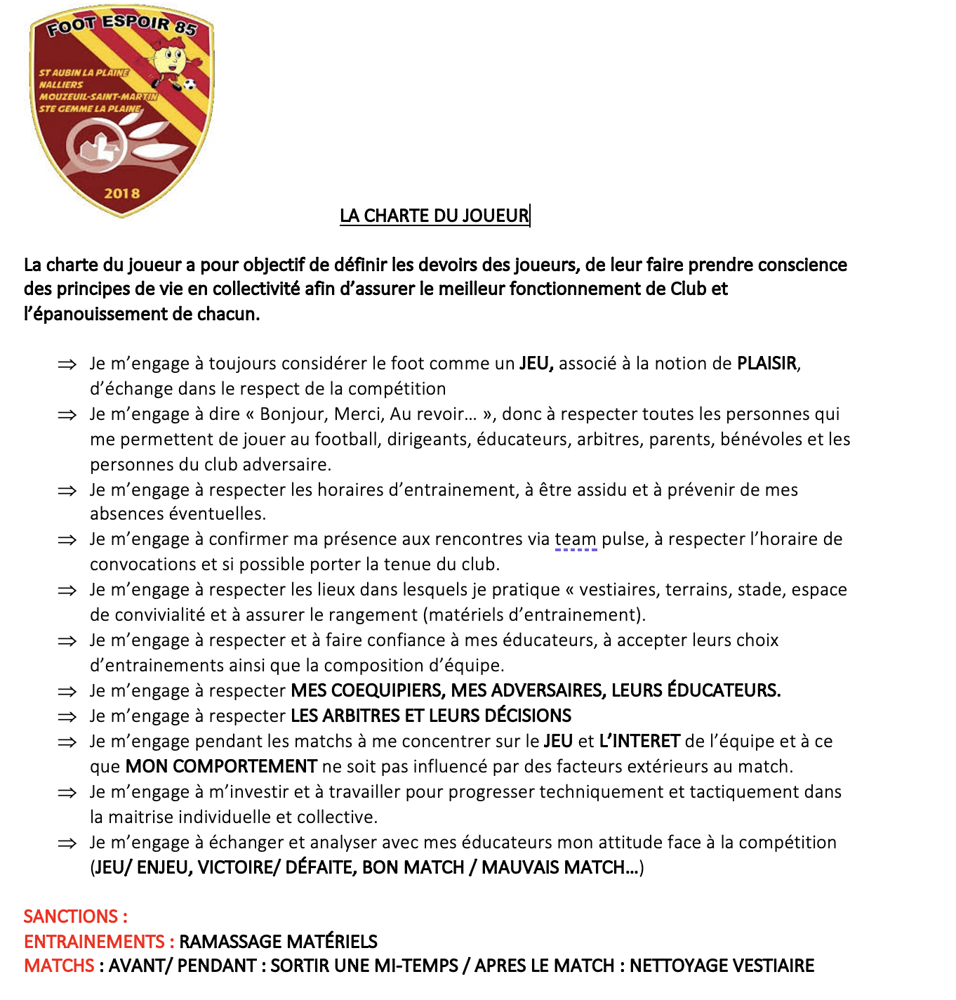 FOOT ESPOIR 85
ST AUBIN LA PLAINE
NALLIERS
MOUZEUIL-SAINT-MARTIN
STE GEMME LA PLAINE
2018
LA CHARTE DU JOUEUR
La charte du joueur a pour objectif de définir les devoirs des joueurs, de leur faire prendre conscience
des principes de vie en collectivité afin d’assurer le meilleur fonctionnement de Club et
l’épanouissement de chacun.
⇒ Je m’engage à toujours considérer le foot comme un JEU, associé à la notion de PLAISIR,
d’échange dans le respect de la compétition
⇒ Je m’engage à dire « Bonjour, Merci, Au revoir… », donc à respecter toutes les personnes qui
me permettent de jouer au football, dirigeants, éducateurs, arbitres, parents, bénévoles et les
personnes du club adversaire.
⇒ Je m’engage à respecter les horaires d’entrainement, à être assidu et à prévenir de mes
absences éventuelles.
⇒ Je m’engage à confirmer ma présence aux rencontres via team pulse, à respecter l’horaire de
convocations et si possible porter la tenue du club.
⇒ Je m’engage à respecter les lieux dans lesquels je pratique « vestiaires, terrains, stade, espace
de convivialité et à assurer le rangement (matériels d’entrainement).
⇒ Je m’engage à respecter et à faire confiance à mes éducateurs, à accepter leurs choix
d’entrainements ainsi que la composition d’équipe.
⇒ Je m’engage à respecter MES COEQUIPIERS, MES ADVERSAIRES, LEURS ÉDUCATEURS.
⇒ Je m’engage à respecter LES ARBITRES ET LEURS DÉCISIONS
⇒ Je m’engage pendant les matchs à me concentrer sur le JEU et L’INTERET de l’équipe et à ce
que MON COMPORTEMENT ne soit pas influencé par des facteurs extérieurs au match.
⇒ Je m’engage à m’investir et à travailler pour progresser techniquement et tactiquement dans
la maitrise individuelle et collective.
⇒ Je m’engage à échanger et analyser avec mes éducateurs mon attitude face à la compétition
(JEU/ ENJEU, VICTOIRE/ DÉFAITE, BON MATCH / MAUVAIS MATCH…)
SANCTIONS :
ENTRAINEMENTS : RAMASSAGE MATÉRIELS
MATCHS : AVANT/ PENDANT : SORTIR UNE MI-TEMPS / APRES LE MATCH : NETTOYAGE VESTIAIRE